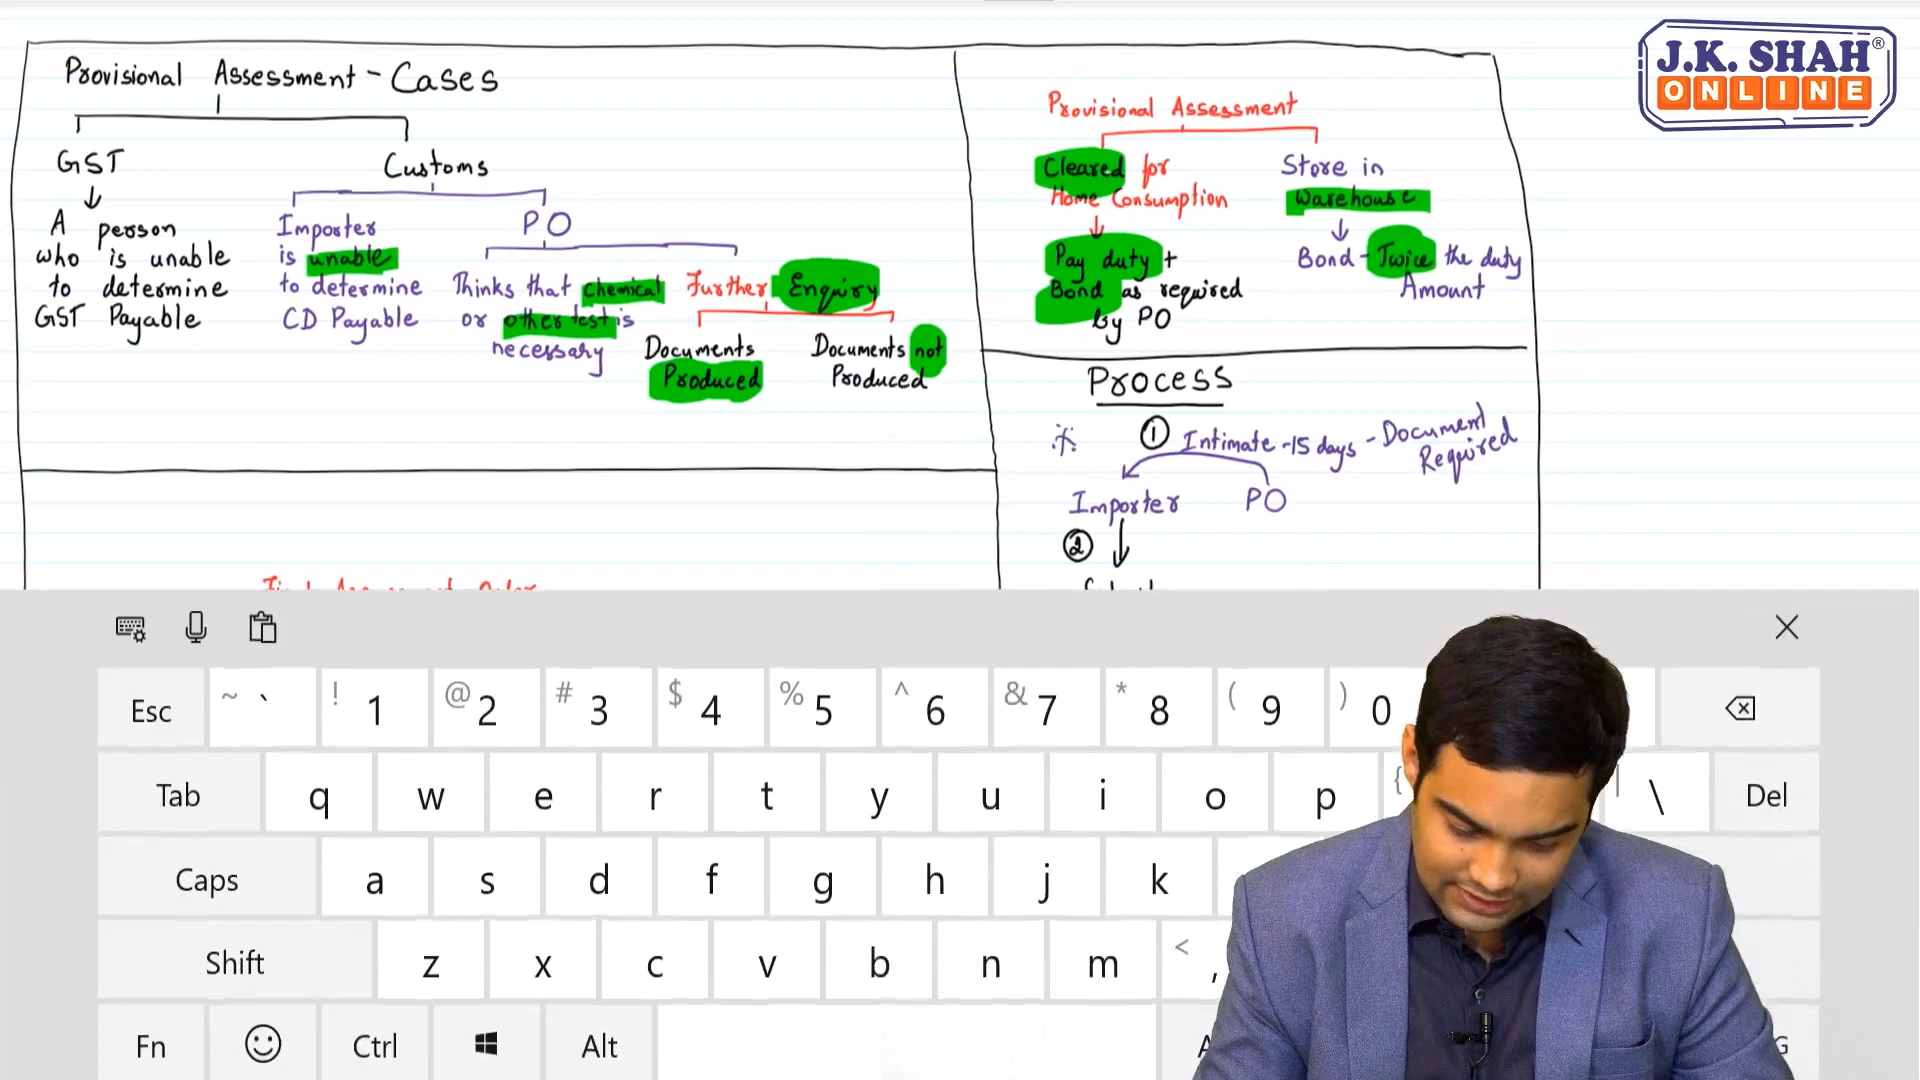 Provisional Assessment - Cases
GST
Customs
A person
who is unable
to determine
GST Payable
Importer
is unable
to determine
CD Payable
PO
Thinks that chemical
or other test is
necessary
Further Enquiry
Documents
Produced
Documents not
Produced
Provisional Assessment
Cleared for
Home Consumption
Pay duty +
Bond as required
by PO
Store in
Warehouse
Bond - Twice the duty
Amount
Process
① Intimate -15 days - Document
Required
Importer PO
②
J.K. SHAH®
ONLINE
Esc ~ ` ! 1 @ 2 # 3 $ 4 % 5 ^ 6 & 7 * 8 ( 9 ) 0
Tab q w e r t y u i o p { | \ Del
Caps a s d f g h j k
Shift z x c v b n m < ,
Fn Ctrl Alt